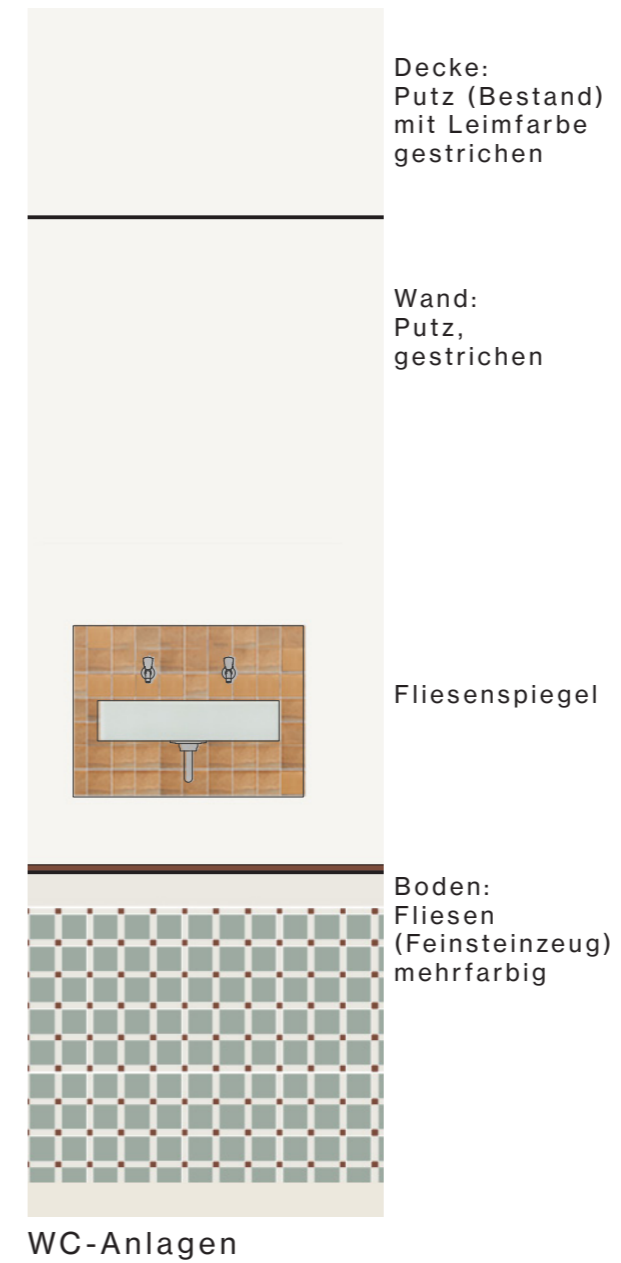 Decke:
Putz (Bestand)
mit Leimfarbe
gestrichen
Wand:
Putz,
gestrichen
Fliesenspiegel
Boden:
Fliesen
(Feinsteinzeug)
mehrfarbig
WC-Anlagen